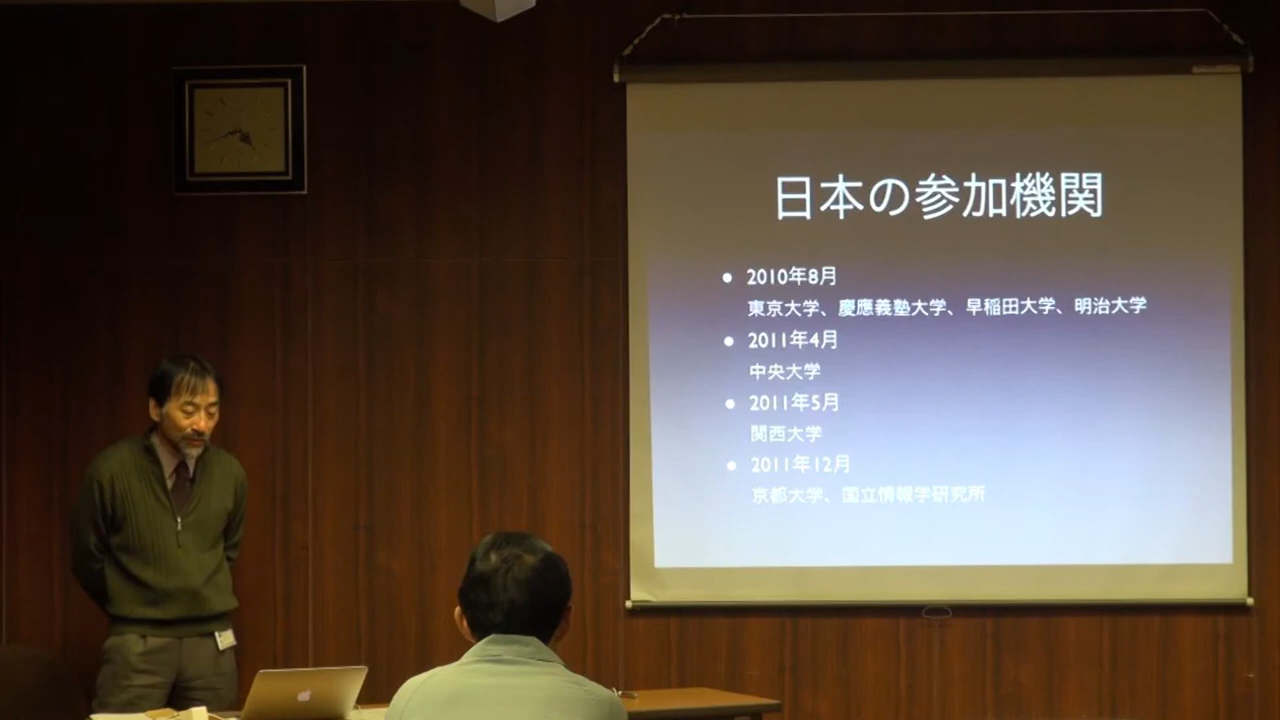 日本の参加機関
● 2010年8月
東京大学、慶應義塾大学、早稲田大学、明治大学
● 2011年4月
中央大学
● 2011年5月
関西大学
● 2011年12月
京都大学、国立情報学研究所